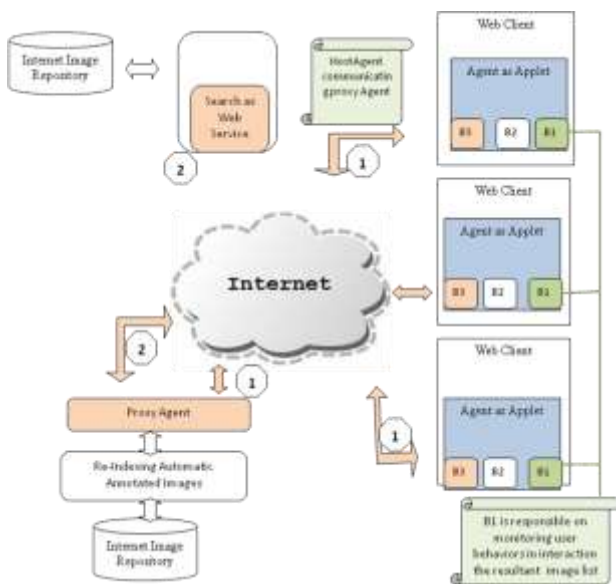 Internet Image
Repository
Search as
Web
Service
2
HostAgent
communicatin
gproxy Agent
1
Web Client
Agent as Applet
B3 B2 B1
Web Client
Agent as Applet
B3 B2 B1
Web Client
Agent as Applet
B3 B2 B1
Internet
2
1
1
Proxy Agent
Re-Indexing Automatic
Annotated Images
Internet Image
Repository
B1 is responsible on
monitoring user
behaviors in interaction
the resultant image list